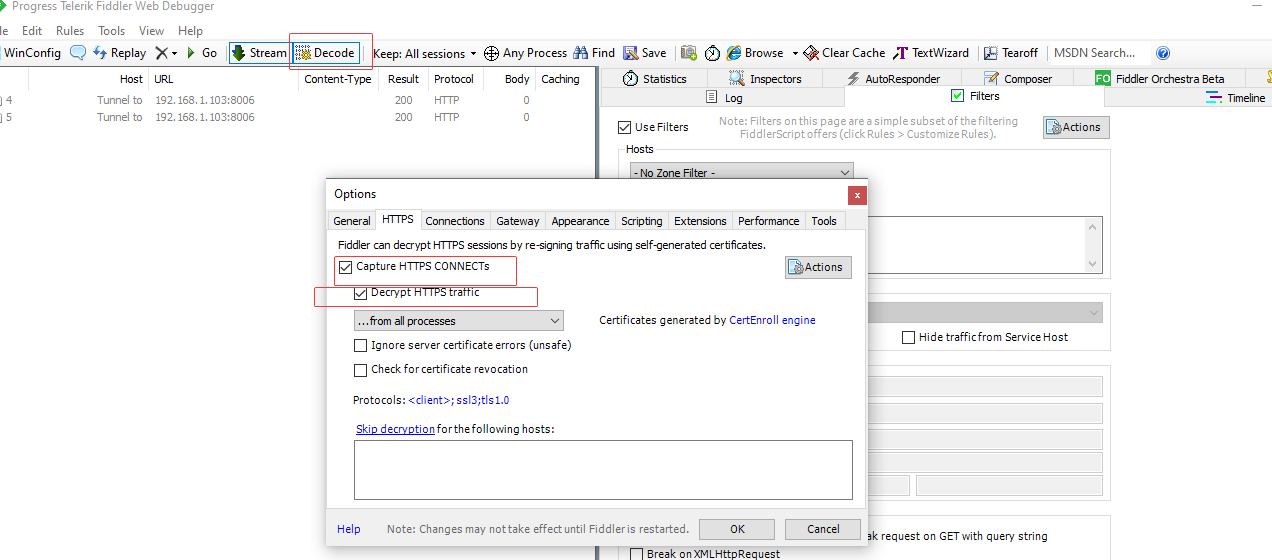 Progress Telerik Fiddler Web Debugger
le Edit Rules Tools View Help
WinConfig Replay Go Stream Decode Keep: All sessions Any Process Find Save Browse Clear Cache TextWizard Tearoff MSDN Search...
Host URL Content-Type Result Protocol Body Caching
4 Tunnel to 192.168.1.103:8006 200 HTTP 0
5 Tunnel to 192.168.1.103:8006 200 HTTP 0
Statistics Inspectors AutoResponder Composer FO Fiddler Orchestra Beta
Log Filters Timeline
Use Filters
Note: Filters on this page are a simple subset of the filtering
FiddlerScript offers (click Rules > Customize Rules).
Actions
Hosts
- No Zone Filter -
Options
General HTTPS Connections Gateway Appearance Scripting Extensions Performance Tools
Fiddler can decrypt HTTPS sessions by re-signing traffic using self-generated certificates.
Capture HTTPS CONNECTs
Actions
Decrypt HTTPS traffic
...from all processes
Certificates generated by CertEnroll engine
Ignore server certificate errors (unsafe)
Check for certificate revocation
Protocols: <client>; ssl3;tls1.0
Skip decryption for the following hosts:
Help Note: Changes may not take effect until Fiddler is restarted. OK Cancel
Hide traffic from Service Host
ak request on GET with query string
Break on XMLHttpRequest